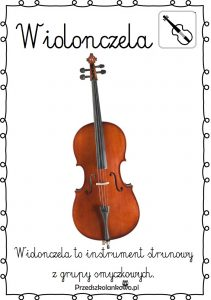 Wiolonczela
Wiolonczela to instrument strunowy
z grupy smyczkowych.
Przedszkolankowo.pl